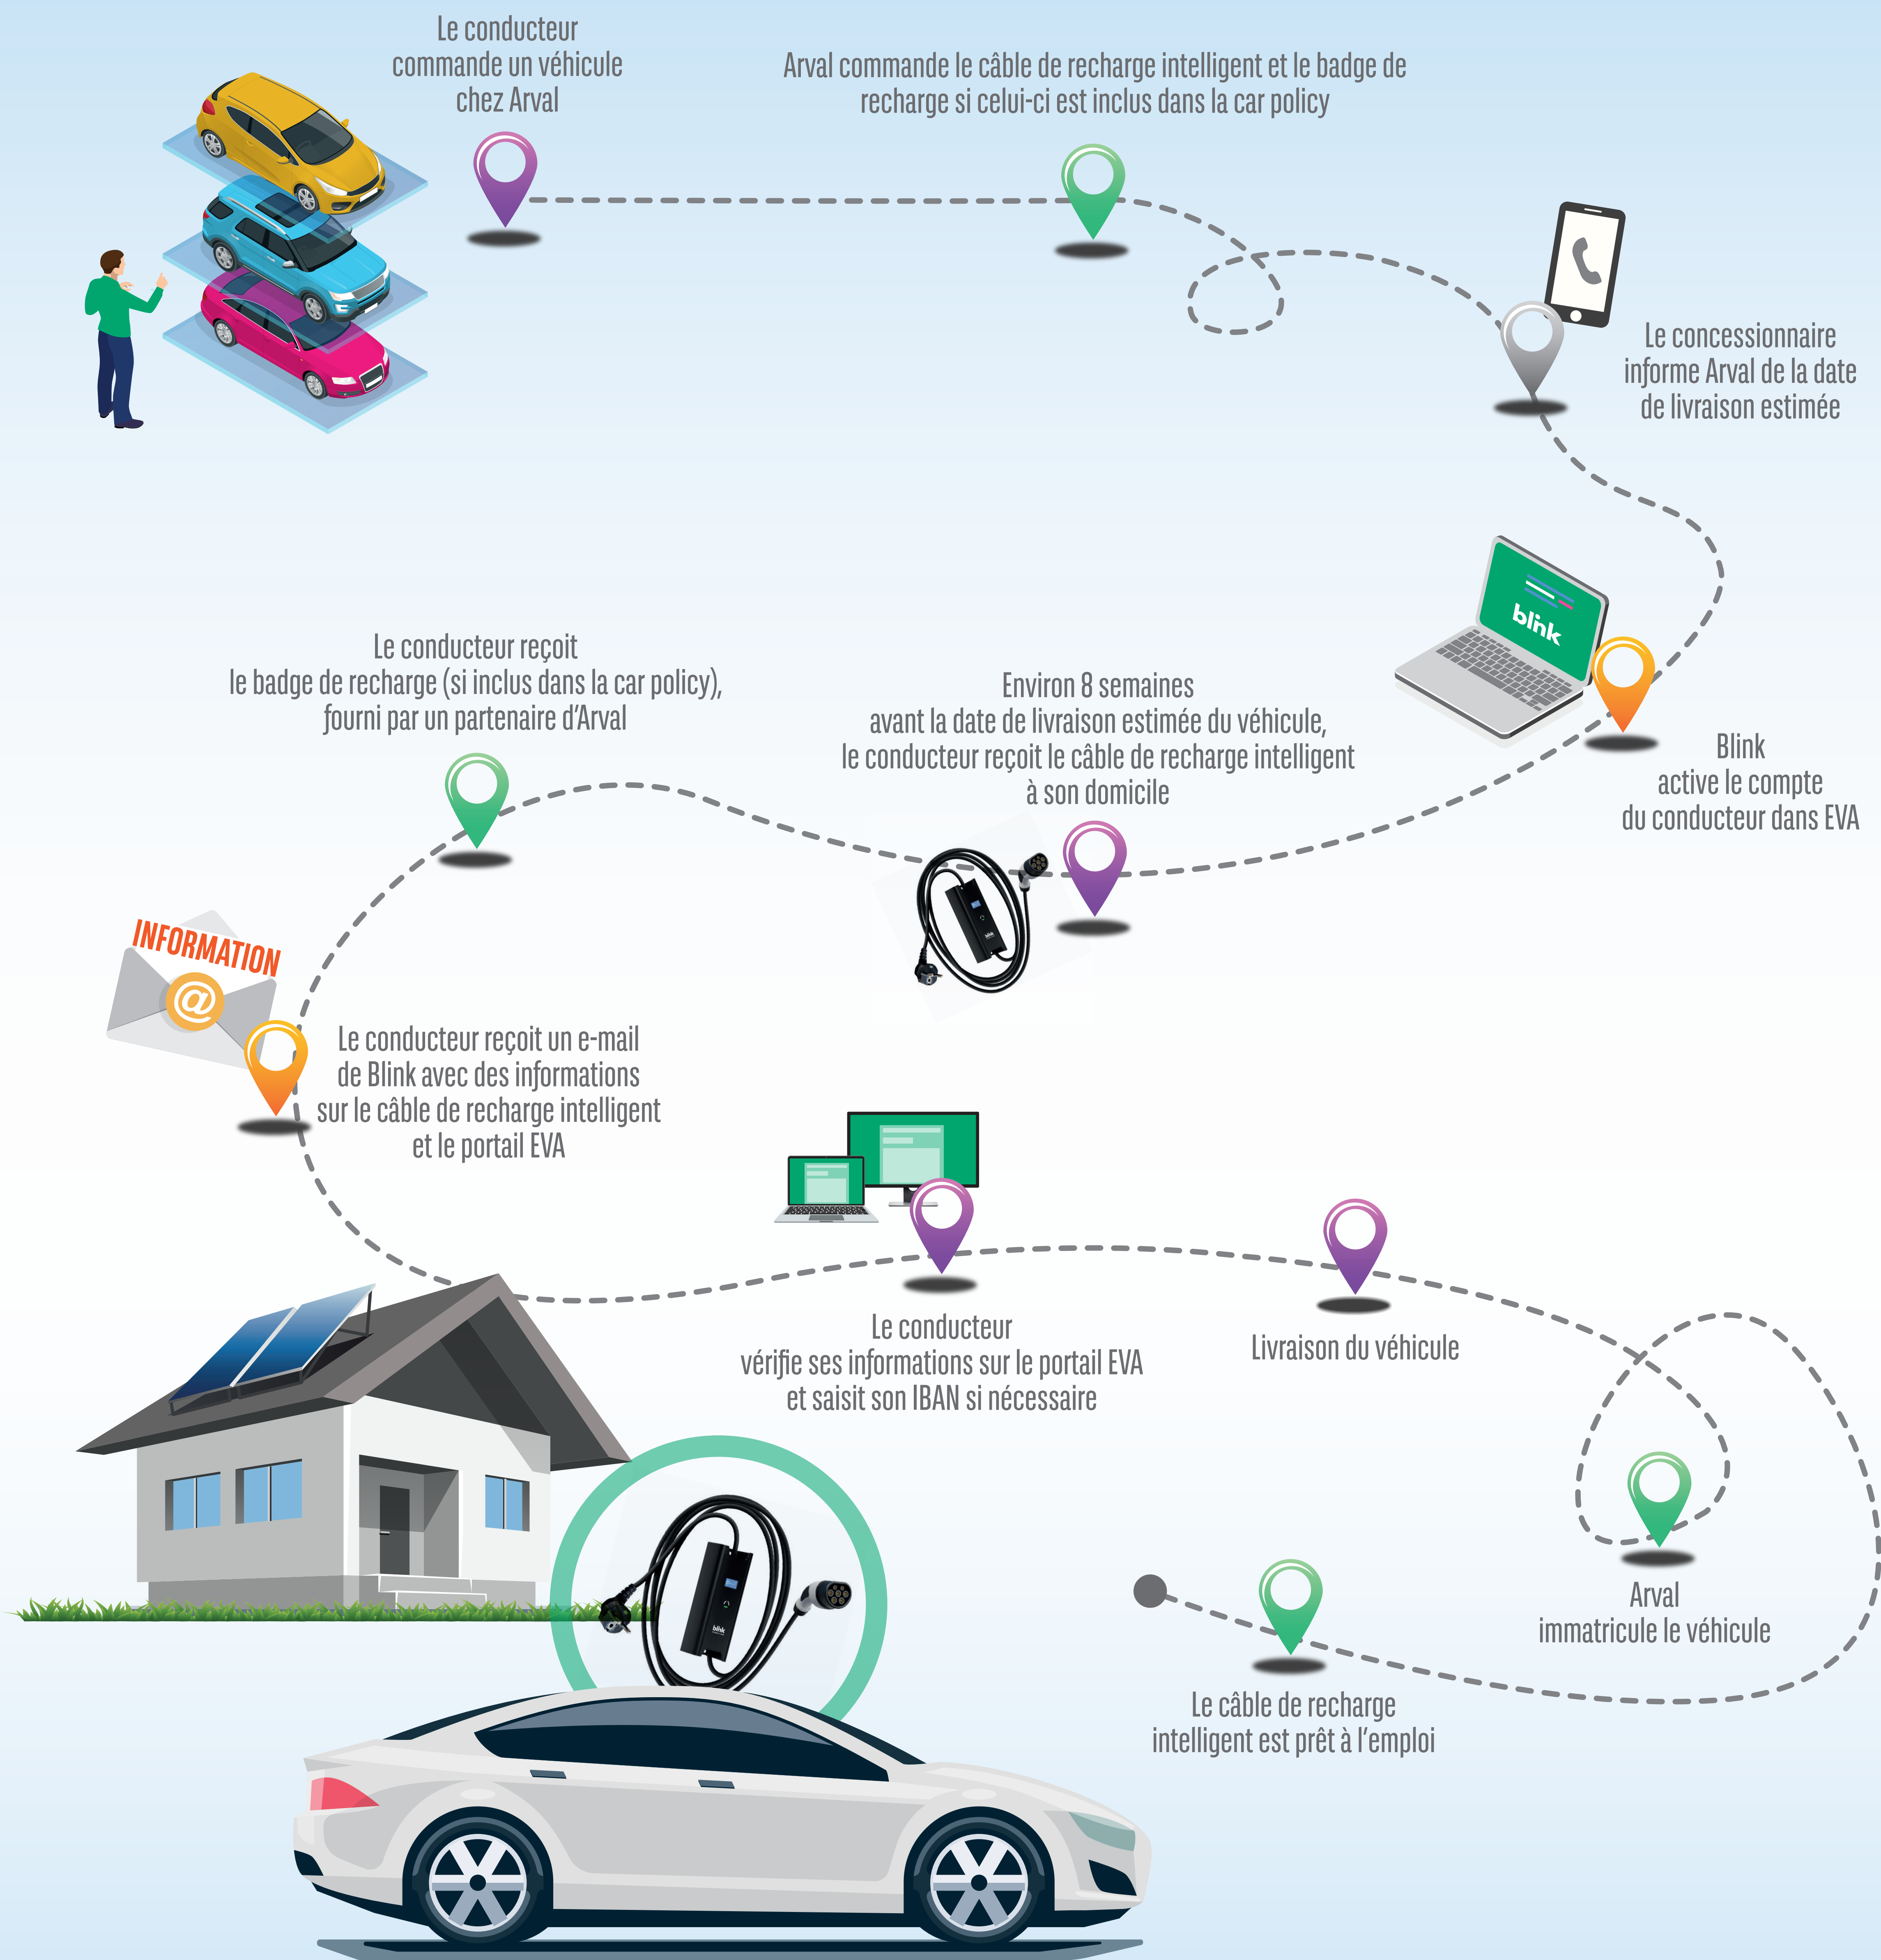 Le conducteur
commande un véhicule
chez Arval
Arval commande le câble de recharge intelligent et le badge de
recharge si celui-ci est inclus dans la car policy
Le concessionnaire
informe Arval de la date
de livraison estimée
blink
Blink
active le compte
du conducteur dans EVA
Environ 8 semaines
avant la date de livraison estimée du véhicule,
le conducteur reçoit le câble de recharge intelligent
à son domicile
blink
Le conducteur reçoit
le badge de recharge (si inclus dans la car policy),
fourni par un partenaire d'Arval
INFORMATION
@
Le conducteur reçoit un e-mail
de Blink avec des informations
sur le câble de recharge intelligent
et le portail EVA
Le conducteur
vérifie ses informations sur le portail EVA
et saisit son IBAN si nécessaire
Livraison du véhicule
Arval
immatricule le véhicule
Le câble de recharge
intelligent est prêt à l'emploi
blink